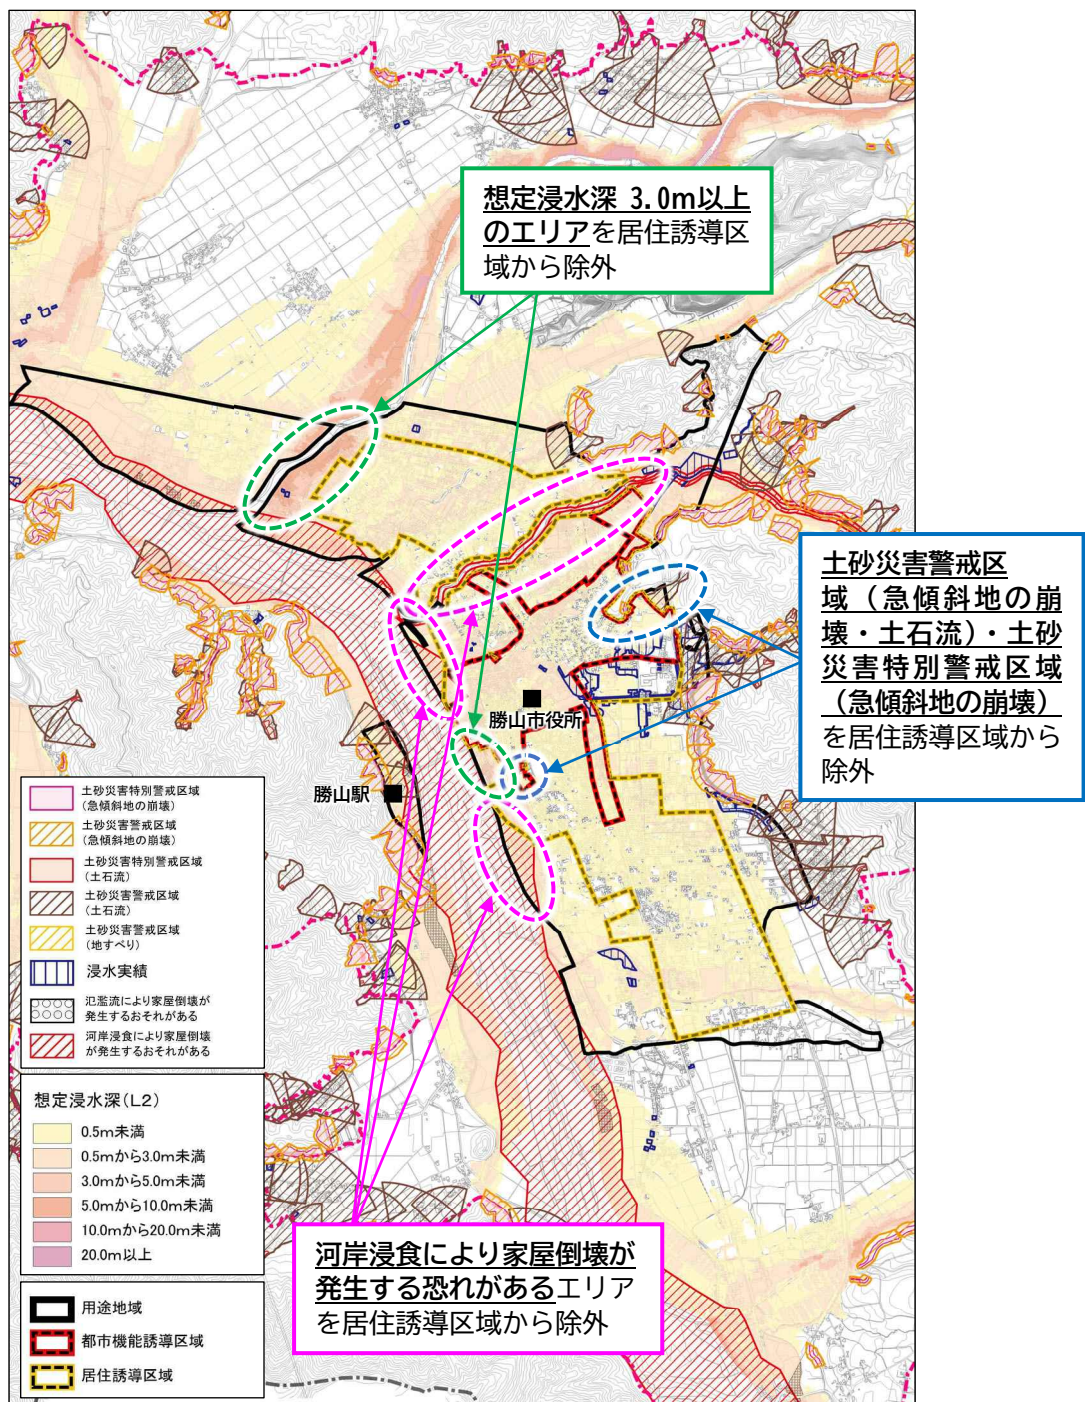 想定浸水深 3.0m以上
のエリアを居住誘導区
域から除外
土砂災害警戒区
域（急傾斜地の崩
壊・土石流）・土砂
災害特別警戒区域
（急傾斜地の崩壊）
を居住誘導区域から
除外
勝山市役所
勝山駅
土砂災害特別警戒区域
(急傾斜地の崩壊)
土砂災害警戒区域
(急傾斜地の崩壊)
土砂災害特別警戒区域
(土石流)
土砂災害警戒区域
(土石流)
土砂災害警戒区域
(地すべり)
浸水実績
氾濫流により家屋倒壊が
発生するおそれがある
河岸浸食により家屋倒壊
が発生するおそれがある
想定浸水深(L2)
0.5m未満
0.5mから3.0m未満
3.0mから5.0m未満
5.0mから10.0m未満
10.0mから20.0m未満
20.0m以上
用途地域
都市機能誘導区域
居住誘導区域
河岸浸食により家屋倒壊が
発生する恐れがあるエリア
を居住誘導区域から除外